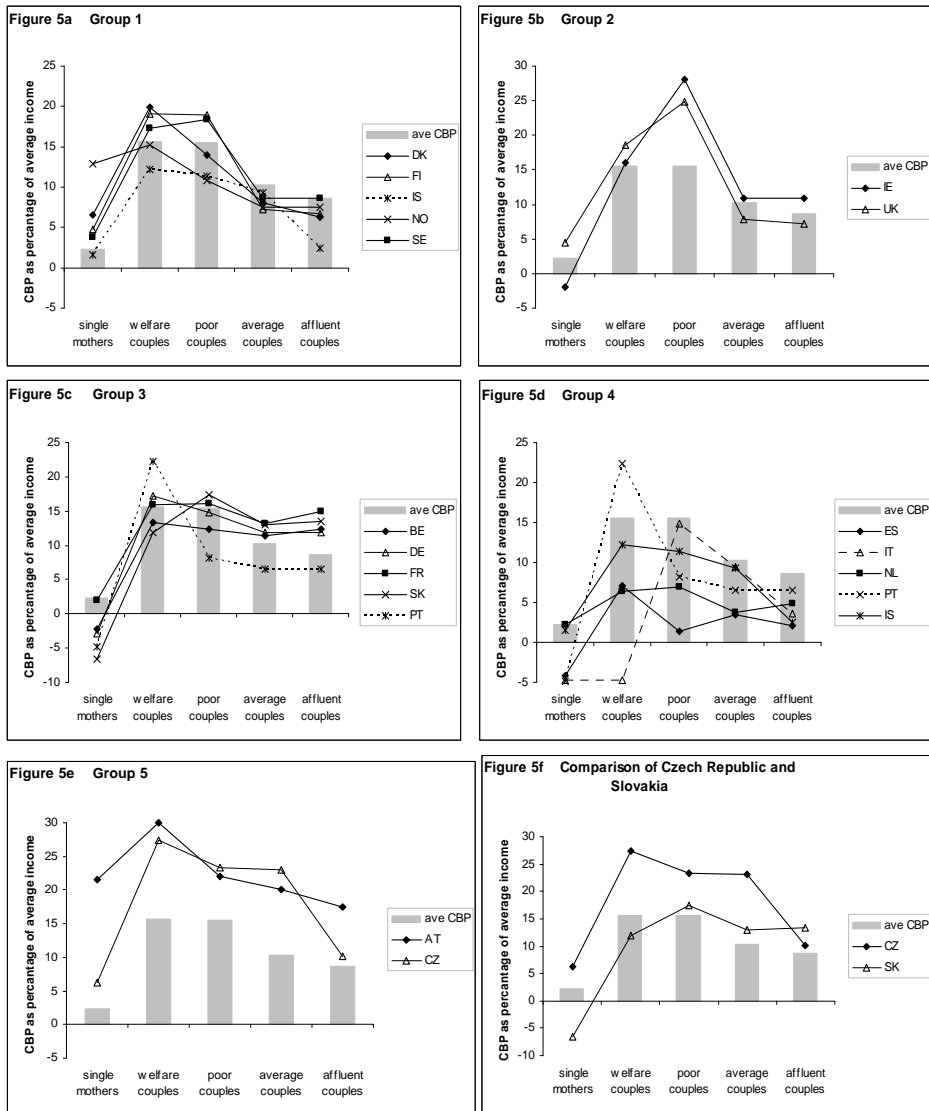 Figure 5a Group 1
CBP as percentage of average income
25
20
15
10
5
0
-5
single mothers
welfare couples
poor couples
average couples
affluent couples
ave CBP
DK
FI
IS
NO
SE
Figure 5b Group 2
CBP as percentage of average income
30
25
20
15
10
5
0
-5
single mothers
welfare couples
poor couples
average couples
affluent couples
ave CBP
IE
UK
Figure 5c Group 3
CBP as percentage of average income
25
20
15
10
5
0
-5
-10
single mothers
welfare couples
poor couples
average couples
affluent couples
ave CBP
BE
DE
FR
SK
PT
Figure 5d Group 4
CBP as percentage of average income
25
20
15
10
5
0
-5
single mothers
welfare couples
poor couples
average couples
affluent couples
ave CBP
ES
IT
NL
PT
IS
Figure 5e Group 5
CBP as percentage of average income
30
25
20
15
10
5
0
-5
single mothers
welfare couples
poor couples
average couples
affluent couples
ave CBP
AT
CZ
Figure 5f Comparison of Czech Republic and
Slovakia
CBP as percentage of average income
30
25
20
15
10
5
0
-5
-10
single mothers
welfare couples
poor couples
average couples
affluent couples
ave CBP
CZ
SK